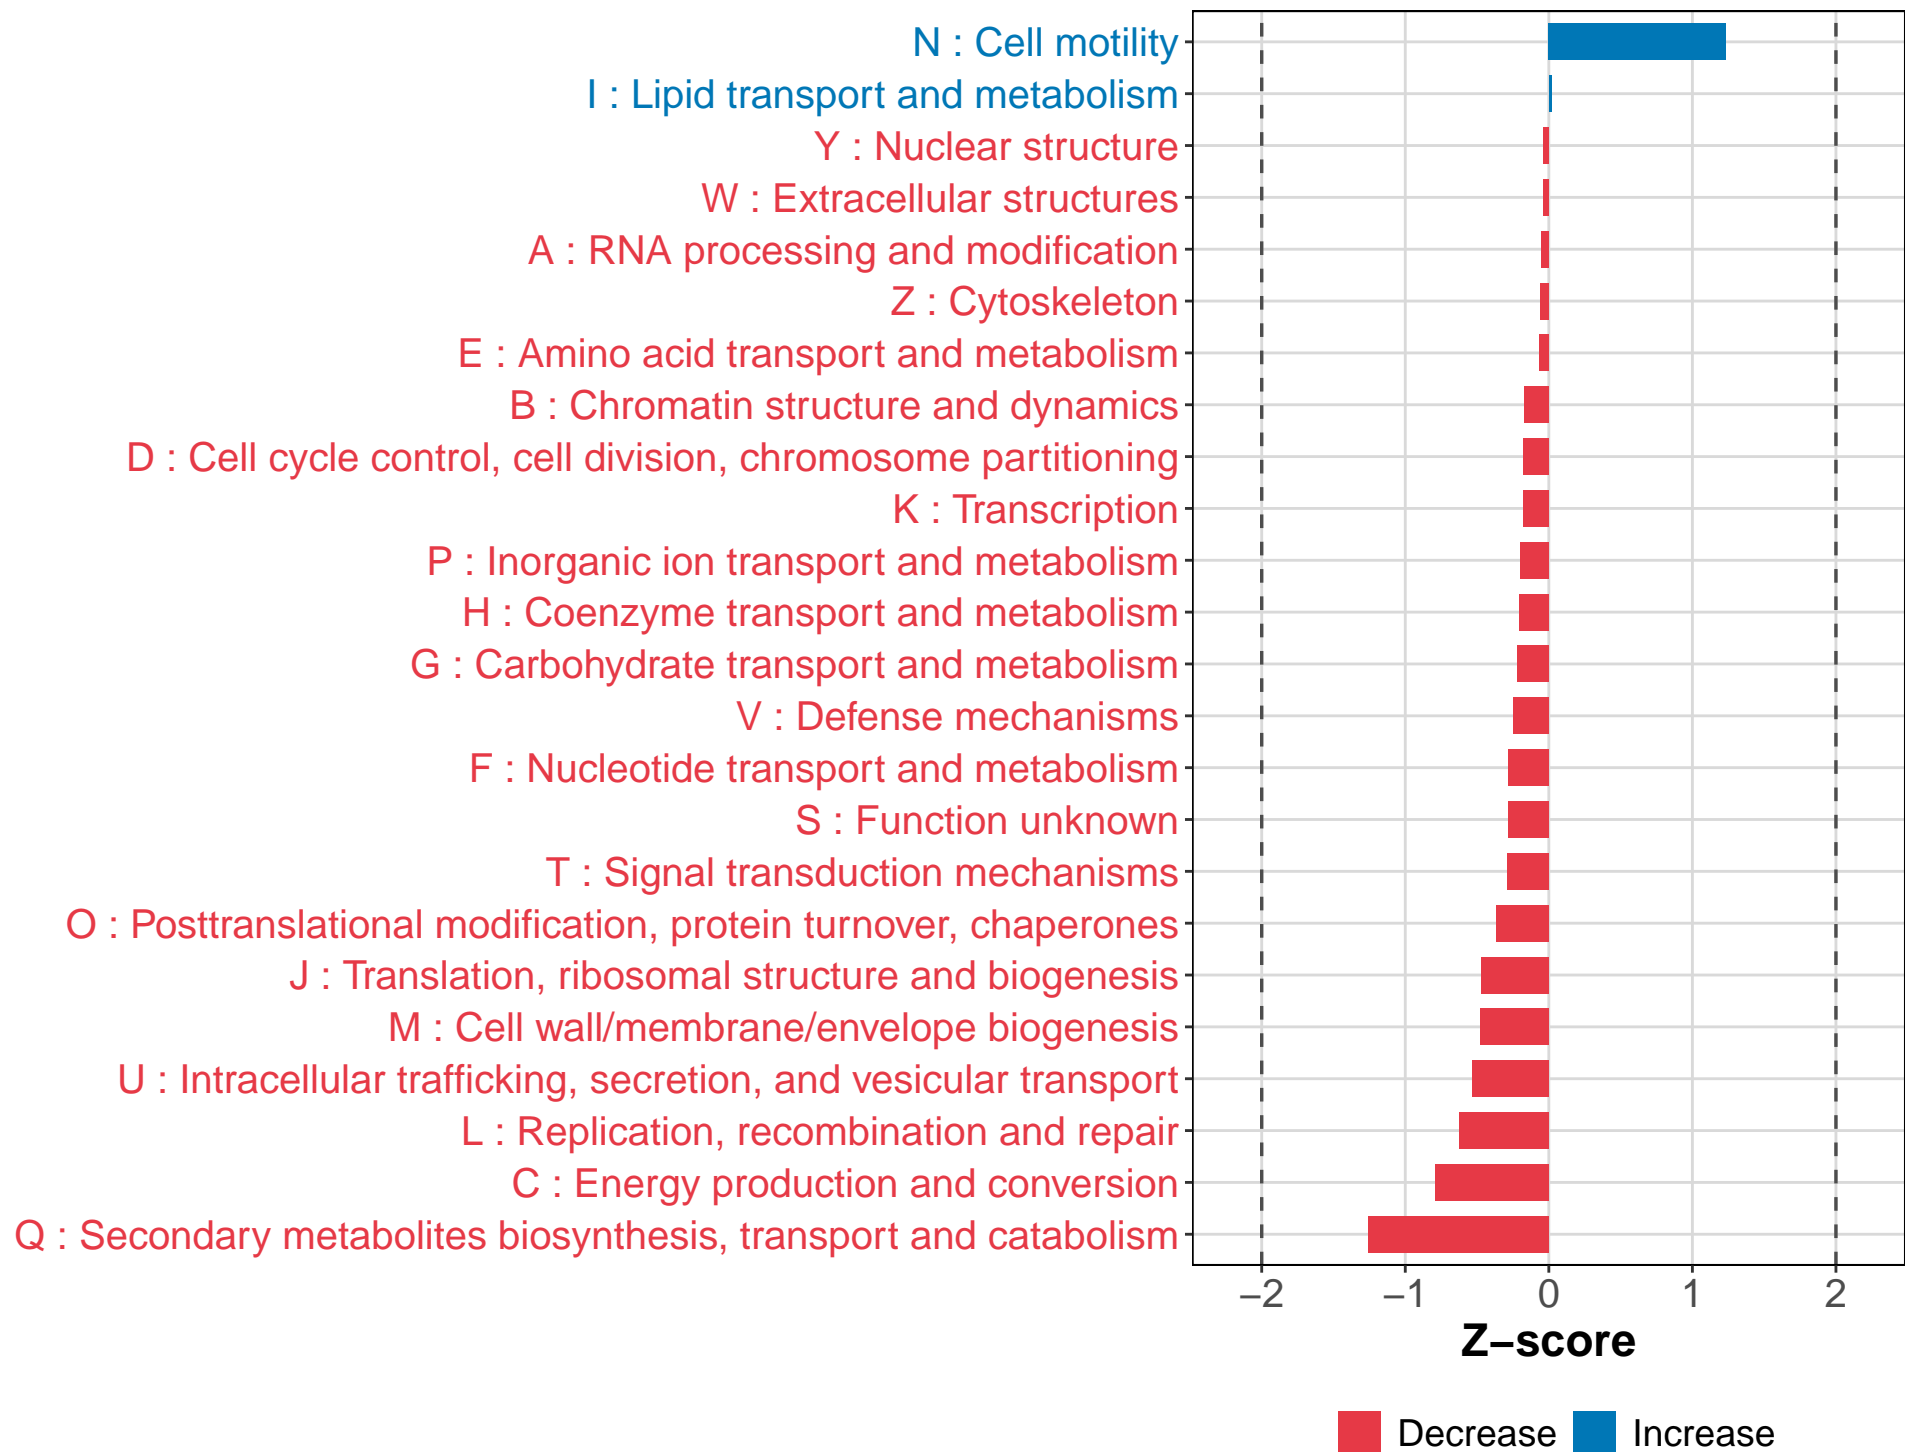 N : Cell motility
I : Lipid transport and metabolism
Y : Nuclear structure
W : Extracellular structures
A : RNA processing and modification
Z : Cytoskeleton
E : Amino acid transport and metabolism
B : Chromatin structure and dynamics
D : Cell cycle control, cell division, chromosome partitioning
K : Transcription
P : Inorganic ion transport and metabolism
H : Coenzyme transport and metabolism
G : Carbohydrate transport and metabolism
V : Defense mechanisms
F : Nucleotide transport and metabolism
S : Function unknown
T : Signal transduction mechanisms
O : Posttranslational modification, protein turnover, chaperones
J : Translation, ribosomal structure and biogenesis
M : Cell wall/membrane/envelope biogenesis
U : Intracellular trafficking, secretion, and vesicular transport
L : Replication, recombination and repair
C : Energy production and conversion
Q : Secondary metabolites biosynthesis, transport and catabolism
−2 −1 0 1 2
Z−score
Decrease Increase